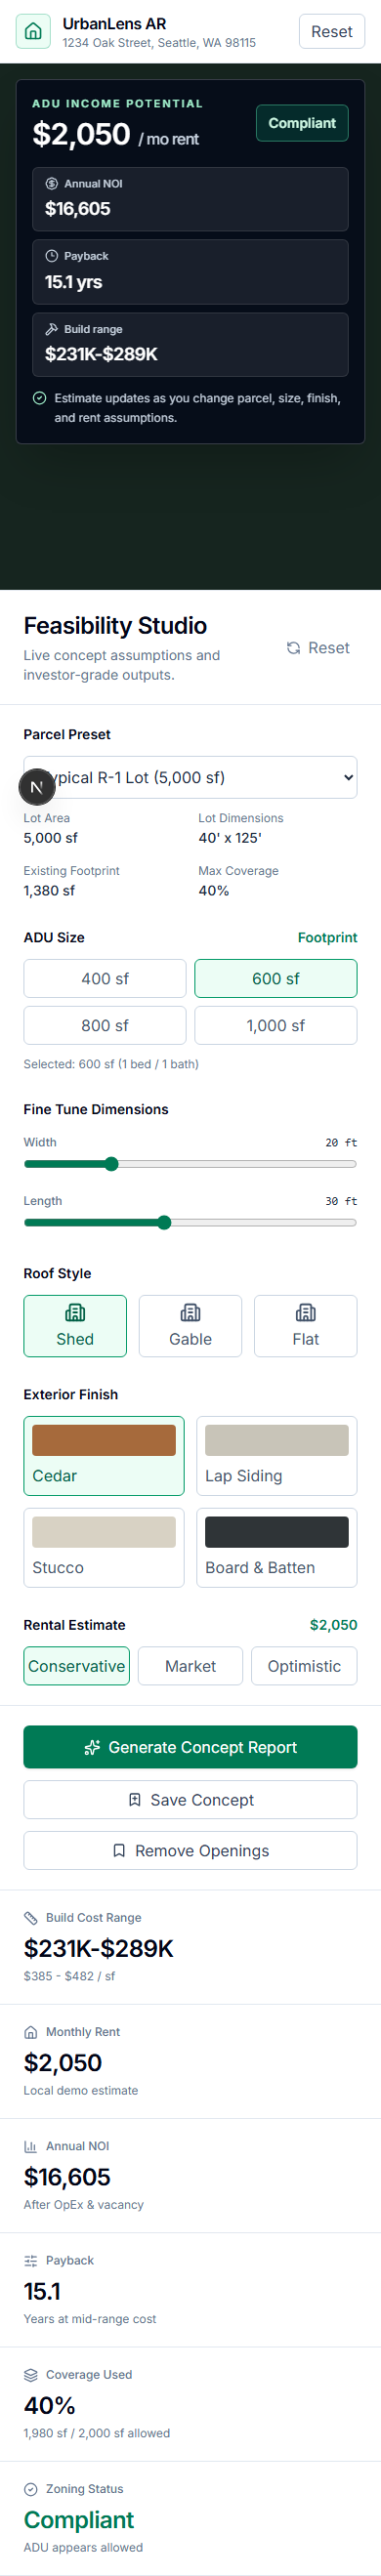 UrbanLens AR
1234 Oak Street, Seattle, WA 98115
Reset
ADU INCOME POTENTIAL
$2,050 / mo rent
Compliant
Annual NOI
$16,605
Payback
15.1 yrs
Build range
$231K-$289K
Estimate updates as you change parcel, size, finish,
and rent assumptions.
Feasibility Studio
Live concept assumptions and
investor-grade outputs.
Reset
Parcel Preset
N
ypical R-1 Lot (5,000 sf)
Lot Area
5,000 sf
Lot Dimensions
40' x 125'
Existing Footprint
1,380 sf
Max Coverage
40%
ADU Size
Footprint
400 sf
600 sf
800 sf
1,000 sf
Selected: 600 sf (1 bed / 1 bath)
Fine Tune Dimensions
Width
20 ft
Length
30 ft
Roof Style
Shed
Gable
Flat
Exterior Finish
Cedar
Lap Siding
Stucco
Board & Batten
Rental Estimate
$2,050
Conservative
Market
Optimistic
Generate Concept Report
Save Concept
Remove Openings
Build Cost Range
$231K-$289K
$385 - $482 / sf
Monthly Rent
$2,050
Local demo estimate
Annual NOI
$16,605
After OpEx & vacancy
Payback
15.1
Years at mid-range cost
Coverage Used
40%
1,980 sf / 2,000 sf allowed
Zoning Status
Compliant
ADU appears allowed